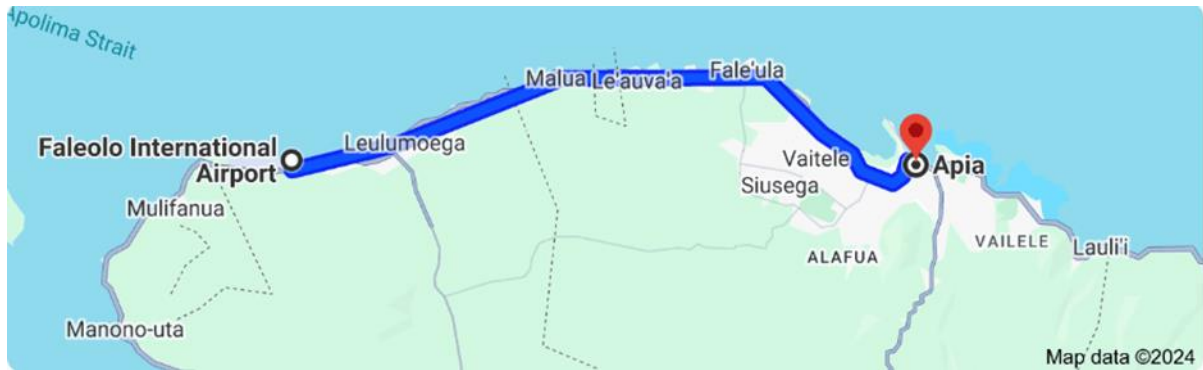 Apolima Strait
Malua
Le'auva'a
Fale'ula
Faleolo International
Airport
Leulumoega
Vaitele
Apia
Siusega
Mulifanua
ALAFUA
VAILELE
Lauli'i
Manono-uta
Map data ©2024